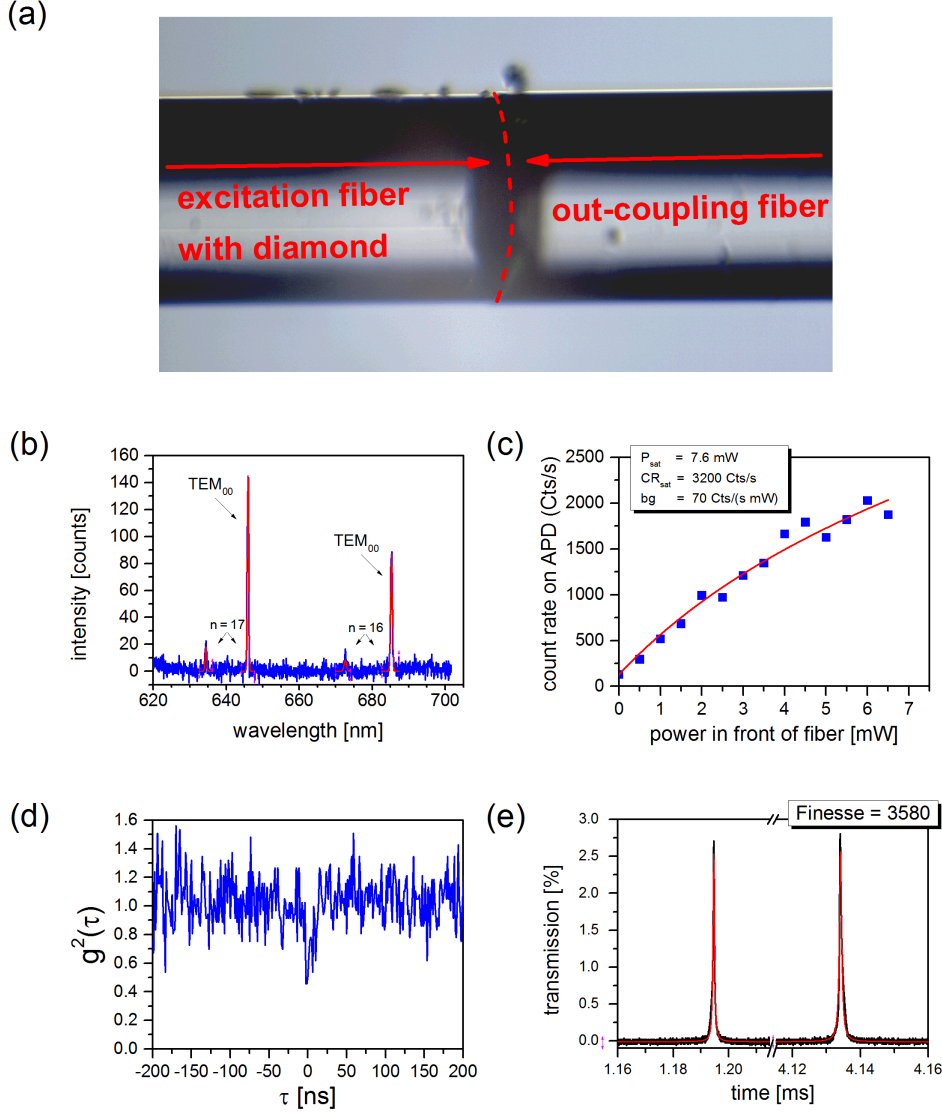 (a)
excitation fiber
with diamond
out-coupling fiber
(b)
160
140
120
100
80
60
40
20
0
intensity [counts]
TEM00
TEM00
n = 17
n = 16
620 640 660 680 700
wavelength [nm]
(c)
2500
2000
1500
1000
500
0
count rate on APD (Cts/s)
Psat = 7.6 mW
CRsat = 3200 Cts/s
bg = 70 Cts/(s mW)
0 1 2 3 4 5 6 7
power in front of fiber [mW]
(d)
1.6
1.4
1.2
1.0
0.8
0.6
0.4
0.2
0.0
g2(τ)
-200 -150 -100 -50 0 50 100 150 200
τ [ns]
(e)
Finesse = 3580
3.0
2.5
2.0
1.5
1.0
0.5
0.0
transmission [%]
1.16 1.18 1.20 4.12 4.14 4.16
time [ms]